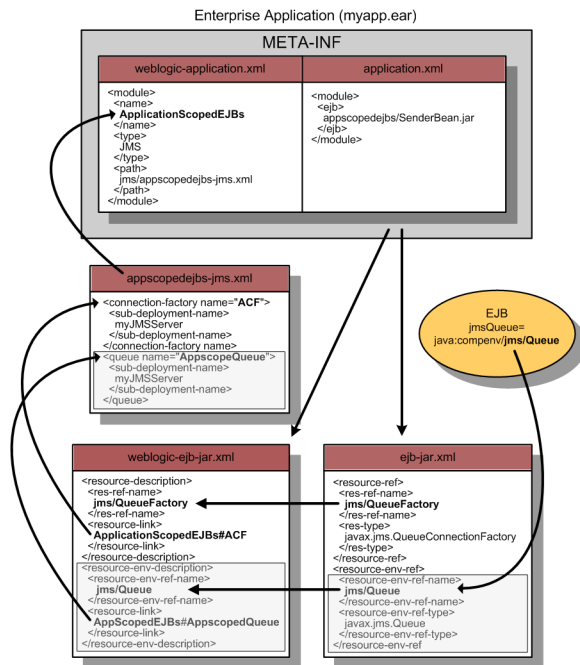 Enterprise Application (myapp.ear)
META-INF
weblogic-application.xml
<module>
<name>
ApplicationScopedEJBs
</name>
<type>
JMS
</type>
<path>
jms/appscopedejbs-jms.xml
</path>
</module>
application.xml
<module>
<ejb>
appscopedejbs/SenderBean.jar
</ejb>
</module>
appscopedejbs-jms.xml
<connection-factory name="ACF">
<sub-deployment-name>
myJMSServer
</sub-deployment-name>
</connection-factory name>
<queue name="AppscopeQueue">
<sub-deployment-name>
myJMSServer
</sub-deployment-name>
</queue>
EJB
jmsQueue=
java:compenv/jms/Queue
weblogic-ejb-jar.xml
<resource-description>
<res-ref-name>
jms/QueueFactory
</res-ref-name>
<resource-link>
ApplicationScopedEJBs#ACF
</resource-link>
</resource-description>
<resource-env-description>
<resource-env-ref-name>
jms/Queue
</resource-env-ref-name>
<resource-link>
AppScopedEJBs#AppscopedQueue
</resource-link>
</resource-env-description>
ejb-jar.xml
<resource-ref>
<res-ref-name>
jms/QueueFactory
</res-ref-name>
<res-type>
javax.jms.QueueConnectionFactory
</res-type>
</resource-ref>
<resource-env-ref>
<resource-env-ref-name>
jms/Queue
</resource-env-ref-name>
<resource-env-ref-type>
javax.jms.Queue
</resource-env-ref-type>
</resource-env-ref